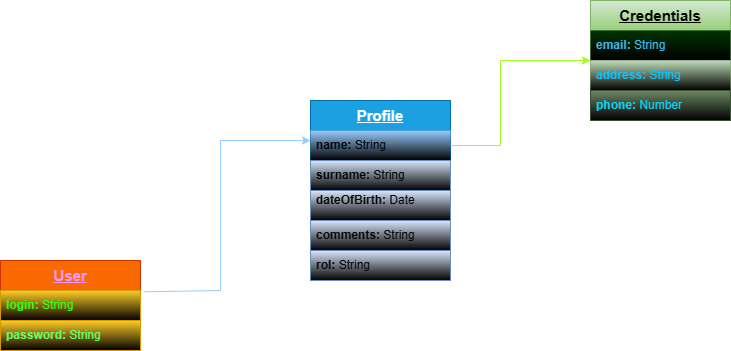 Credentials
email: String
address: String
phone: Number
Profile
name: String
surname: String
dateOfBirth: Date
comments: String
rol: String
User
login: String
password: String